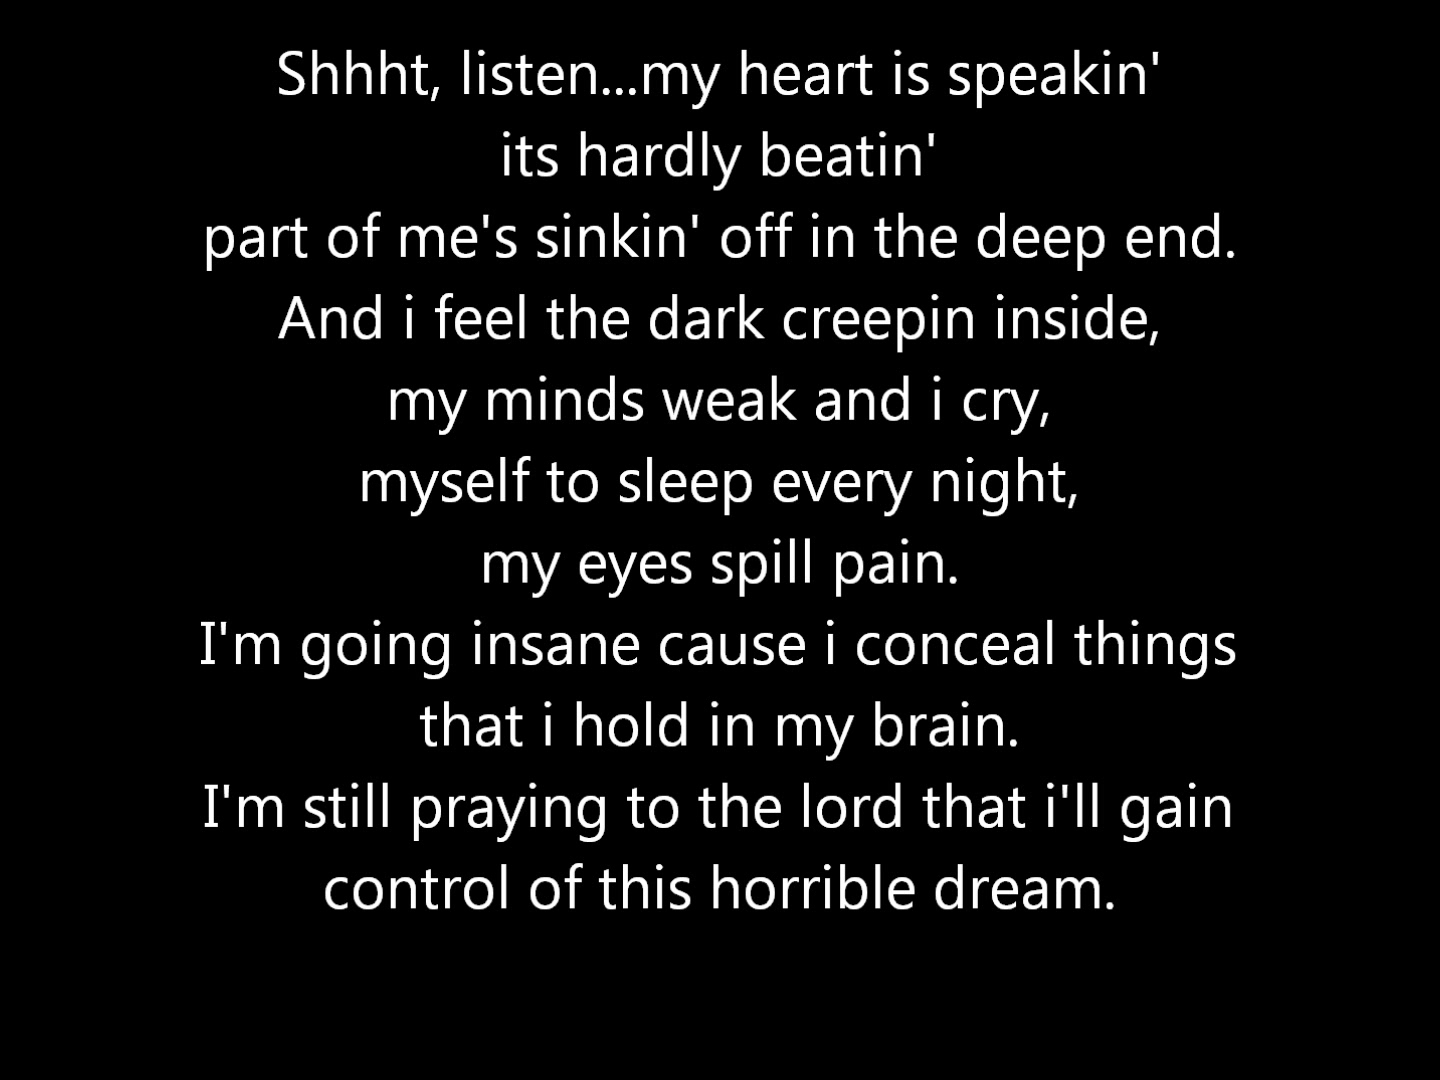 Shhht, listen...my heart is speakin'
its hardly beatin'
part of me's sinkin' off in the deep end.
And i feel the dark creepin inside,
my minds weak and i cry,
myself to sleep every night,
my eyes spill pain.
I'm going insane cause i conceal things
that i hold in my brain.
I'm still praying to the lord that i'll gain
control of this horrible dream.